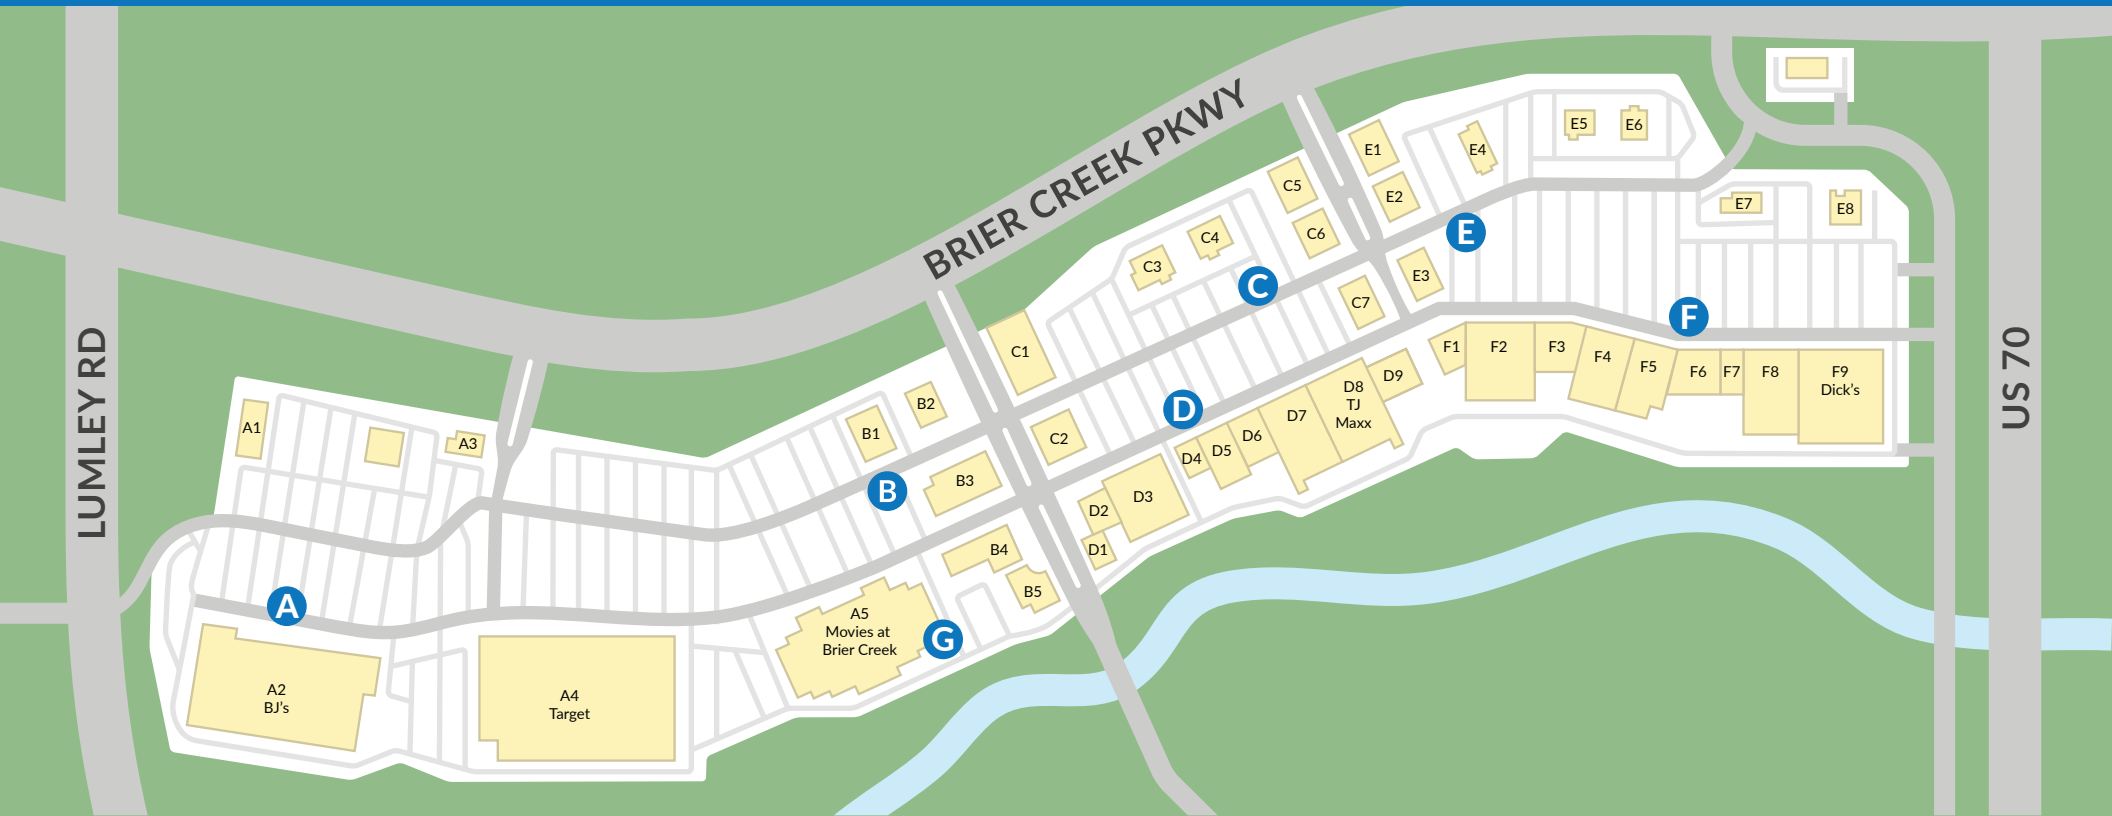 BRIER CREEK PKWY
LUMLEY RD
US 70
A1
A3
A
A2
BJ's
A4
Target
A5
Movies at
Brier Creek
G
B1
B2
B
B3
B4
B5
C1
C2
C3
C4
C5
C6
C
C7
D
D1
D2
D3
D4
D5
D6
D7
D8
TJ
Maxx
D9
E1
E2
E
E3
E4
E5
E6
E7
E8
F
F1
F2
F3
F4
F5
F6
F7
F8
F9
Dick's